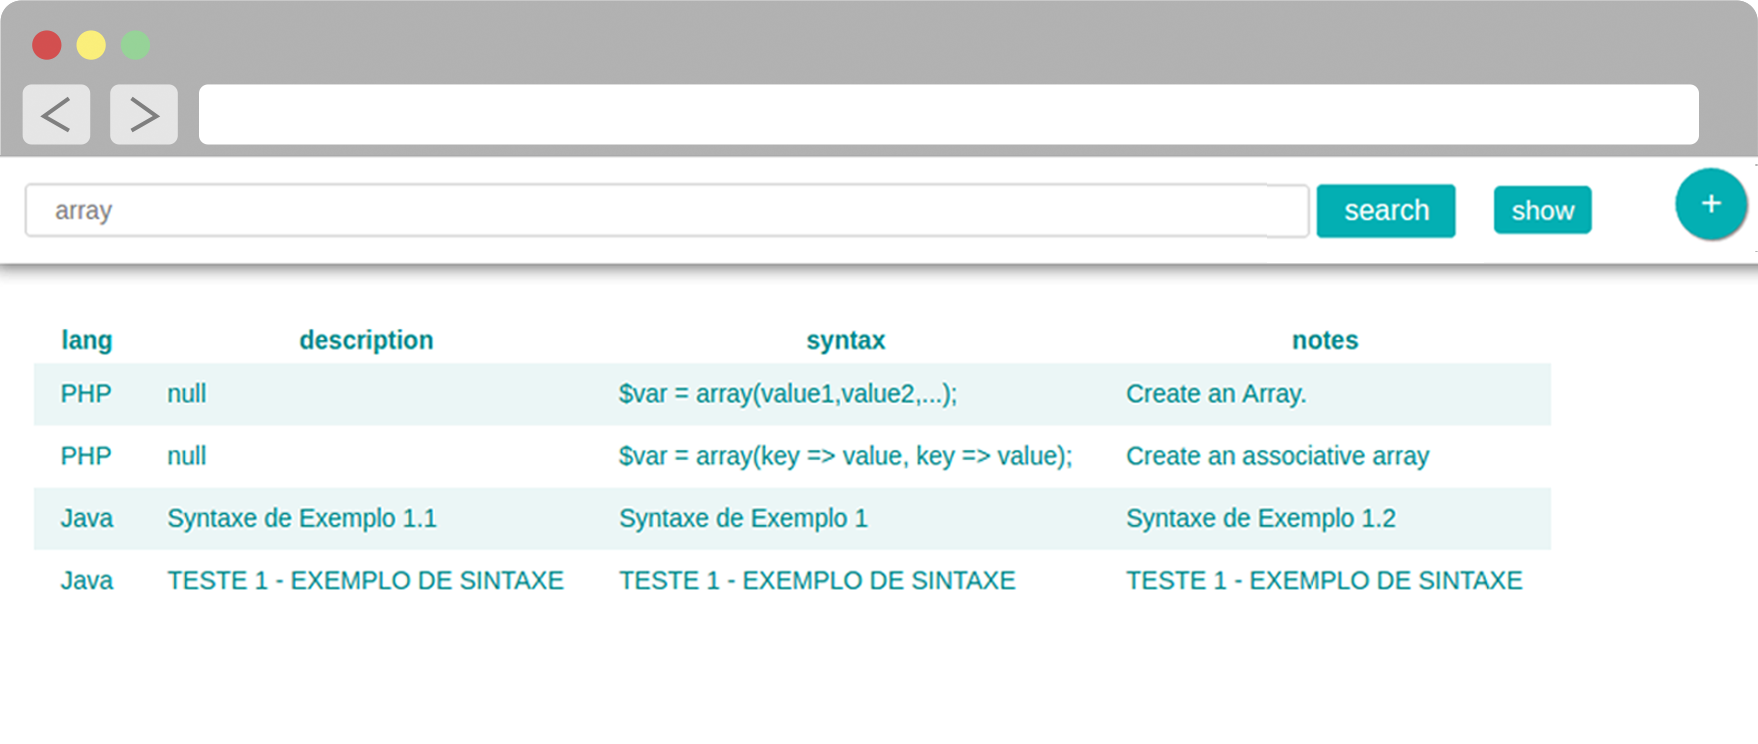 array search show +
lang description syntax notes
PHP null $var = array(value1,value2,...); Create an Array.
PHP null $var = array(key => value, key => value); Create an associative array
Java Syntaxe de Exemplo 1.1 Syntaxe de Exemplo 1 Syntaxe de Exemplo 1.2
Java TESTE 1 - EXEMPLO DE SINTAXE TESTE 1 - EXEMPLO DE SINTAXE TESTE 1 - EXEMPLO DE SINTAXE